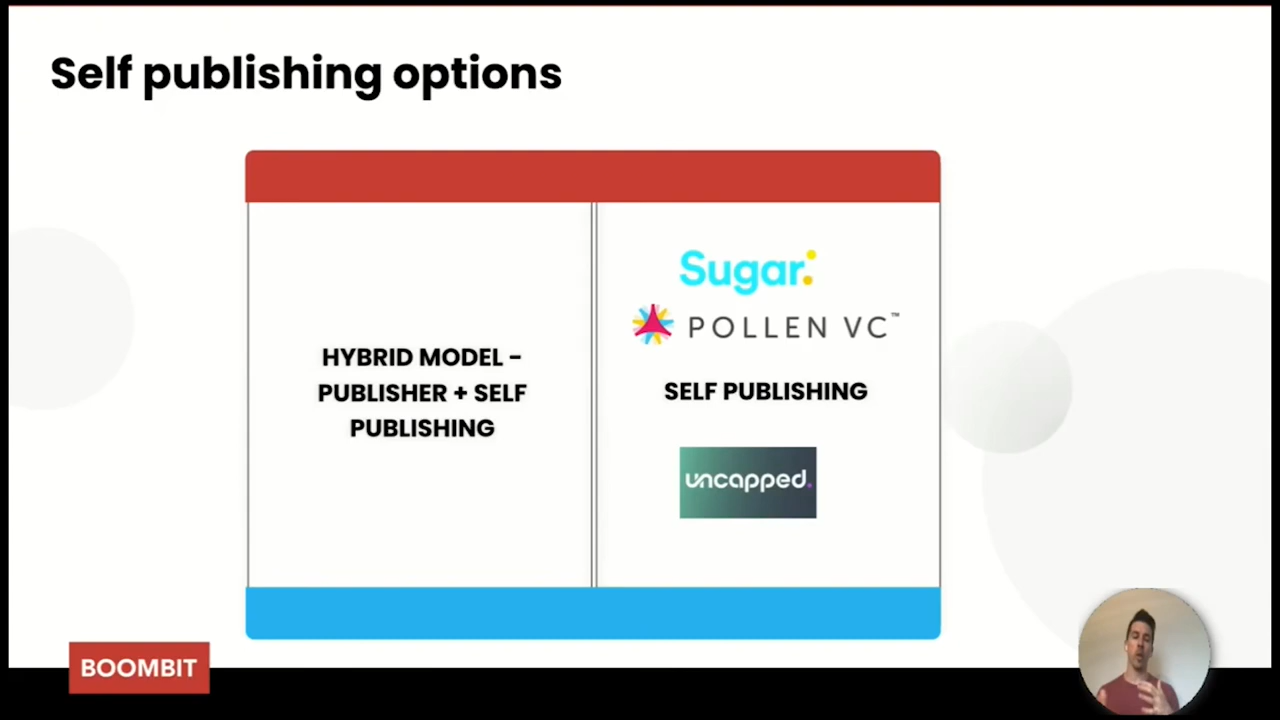 Self publishing options
HYBRID MODEL -
PUBLISHER + SELF
PUBLISHING
Sugar:
POLLEN VC™
SELF PUBLISHING
uncapped.
BOOMBIT